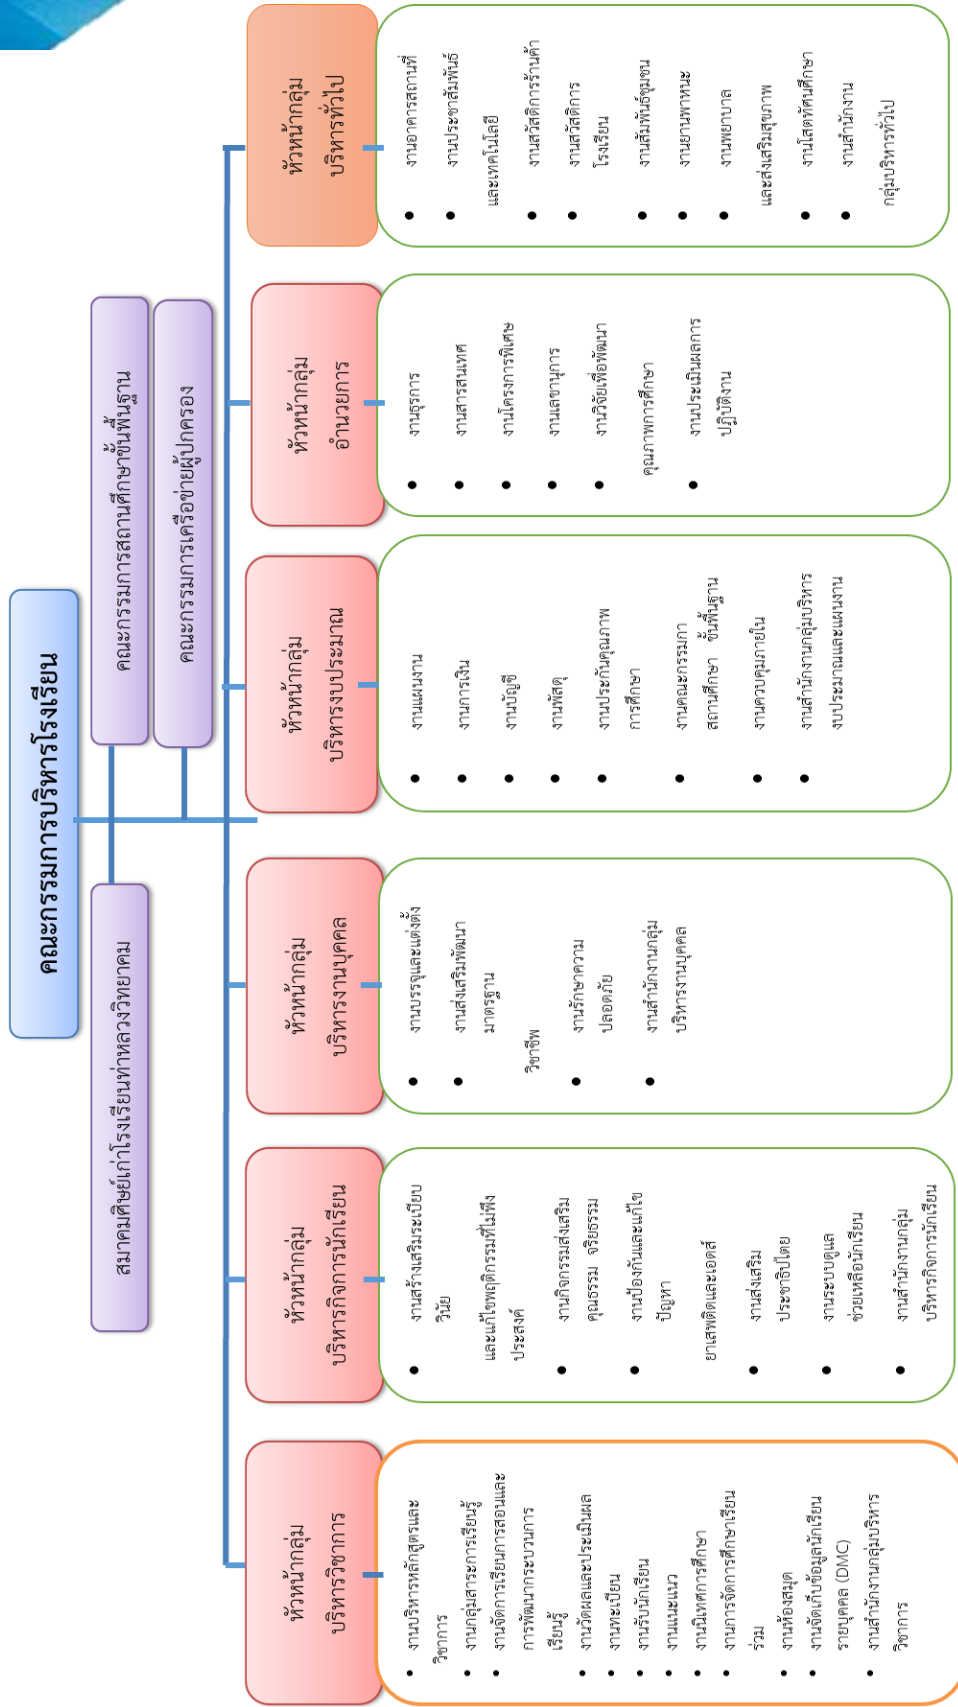 คณะกรรมการบริหารโรงเรียน
สมาคมศิษย์เก่าโรงเรียนท่าหลวงวิทยาคม
คณะกรรมการสถานศึกษาขั้นพื้นฐาน
คณะกรรมการเครือข่ายผู้ปกครอง
หัวหน้ากลุ่ม
บริหารวิชาการ
• งานบริหารหลักสูตรและ
วิชาการ
• งานกลุ่มสาระการเรียนรู้
• งานจัดการเรียนการสอนและ
การพัฒนากระบวนการ
เรียนรู้
• งานวัดผลและประเมินผล
• งานทะเบียน
• งานรับนักเรียน
• งานแนะแนว
• งานนิเทศการศึกษา
• งานการจัดการศึกษาเรียน
ร่วม
• งานห้องสมุด
• งานจัดเก็บข้อมูลนักเรียน
รายบุคคล (DMC)
• งานสำนักงานกลุ่มบริหาร
วิชาการ
หัวหน้ากลุ่ม
บริหารกิจการนักเรียน
• งานสร้างเสริมระเบียบ
วินัย
และแก้ไขพฤติกรรมที่ไม่พึง
ประสงค์
• งานกิจกรรมส่งเสริม
คุณธรรม จริยธรรม
• งานป้องกันและแก้ไข
ปัญหา
ยาเสพติดและเอดส์
• งานส่งเสริม
ประชาธิปไตย
• งานระบบดูแล
ช่วยเหลือนักเรียน
• งานสำนักงานกลุ่ม
บริหารกิจการนักเรียน
หัวหน้ากลุ่ม
บริหารงานบุคคล
• งานบรรจุและแต่งตั้ง
• งานส่งเสริมพัฒนา
มาตรฐาน
วิชาชีพ
• งานรักษาความ
ปลอดภัย
• งานสำนักงานกลุ่ม
บริหารงานบุคคล
หัวหน้ากลุ่ม
บริหารงบประมาณ
• งานแผนงาน
• งานการเงิน
• งานบัญชี
• งานพัสดุ
• งานประกันคุณภาพ
การศึกษา
• งานคณะกรรมกา
สถานศึกษา ขั้นพื้นฐาน
• งานควบคุมภายใน
• งานสำนักงานกลุ่มบริหาร
งบประมาณและแผนงาน
หัวหน้ากลุ่ม
อำนวยการ
• งานธุรการ
• งานสารสนเทศ
• งานโครงการพิเศษ
• งานเลขานุการ
• งานวิจัยเพื่อพัฒนา
คุณภาพการศึกษา
• งานประเมินผลการ
ปฏิบัติงาน
หัวหน้ากลุ่ม
บริหารทั่วไป
• งานอาคารสถานที่
• งานประชาสัมพันธ์
และเทคโนโลยี
• งานสวัสดิการร้านค้า
• งานสวัสดิการ
โรงเรียน
• งานสัมพันธ์ชุมชน
• งานยานพาหนะ
• งานพยาบาล
และส่งเสริมสุขภาพ
• งานโสตทัศนศึกษา
• งานสำนักงาน
กลุ่มบริหารทั่วไป